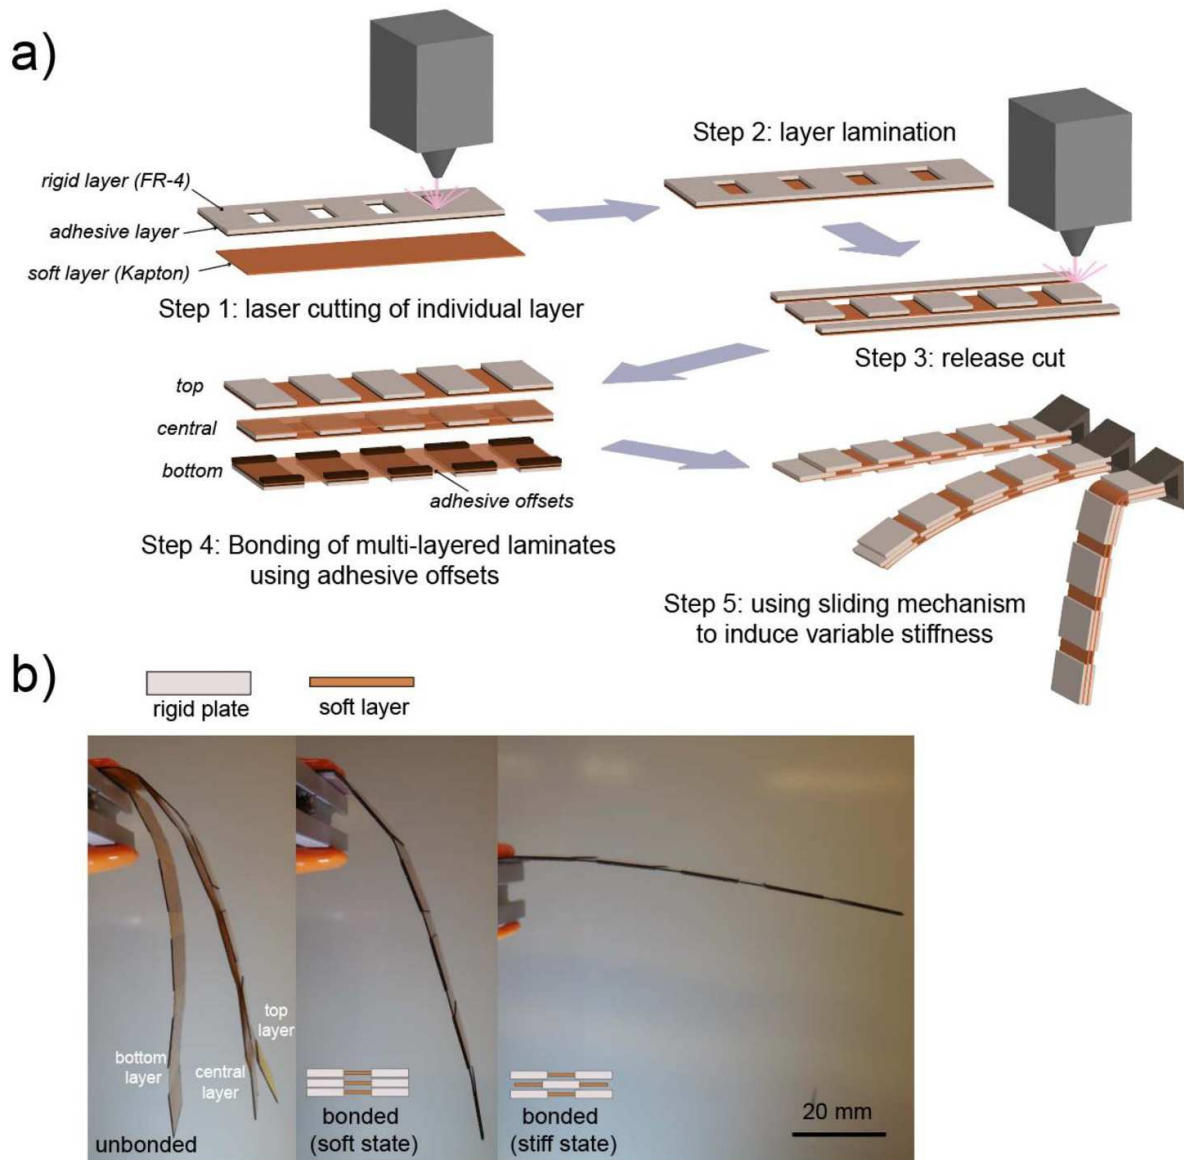 a)
rigid layer (FR-4)
adhesive layer
soft layer (Kapton)
Step 1: laser cutting of individual layer
Step 2: layer lamination
Step 3: release cut
top
central
bottom
adhesive offsets
Step 4: Bonding of multi-layered laminates
using adhesive offsets
Step 5: using sliding mechanism
to induce variable stiffness
b)
rigid plate
soft layer
bottom
layer
central
layer
top
layer
unbonded
bonded
(soft state)
bonded
(stiff state)
20 mm